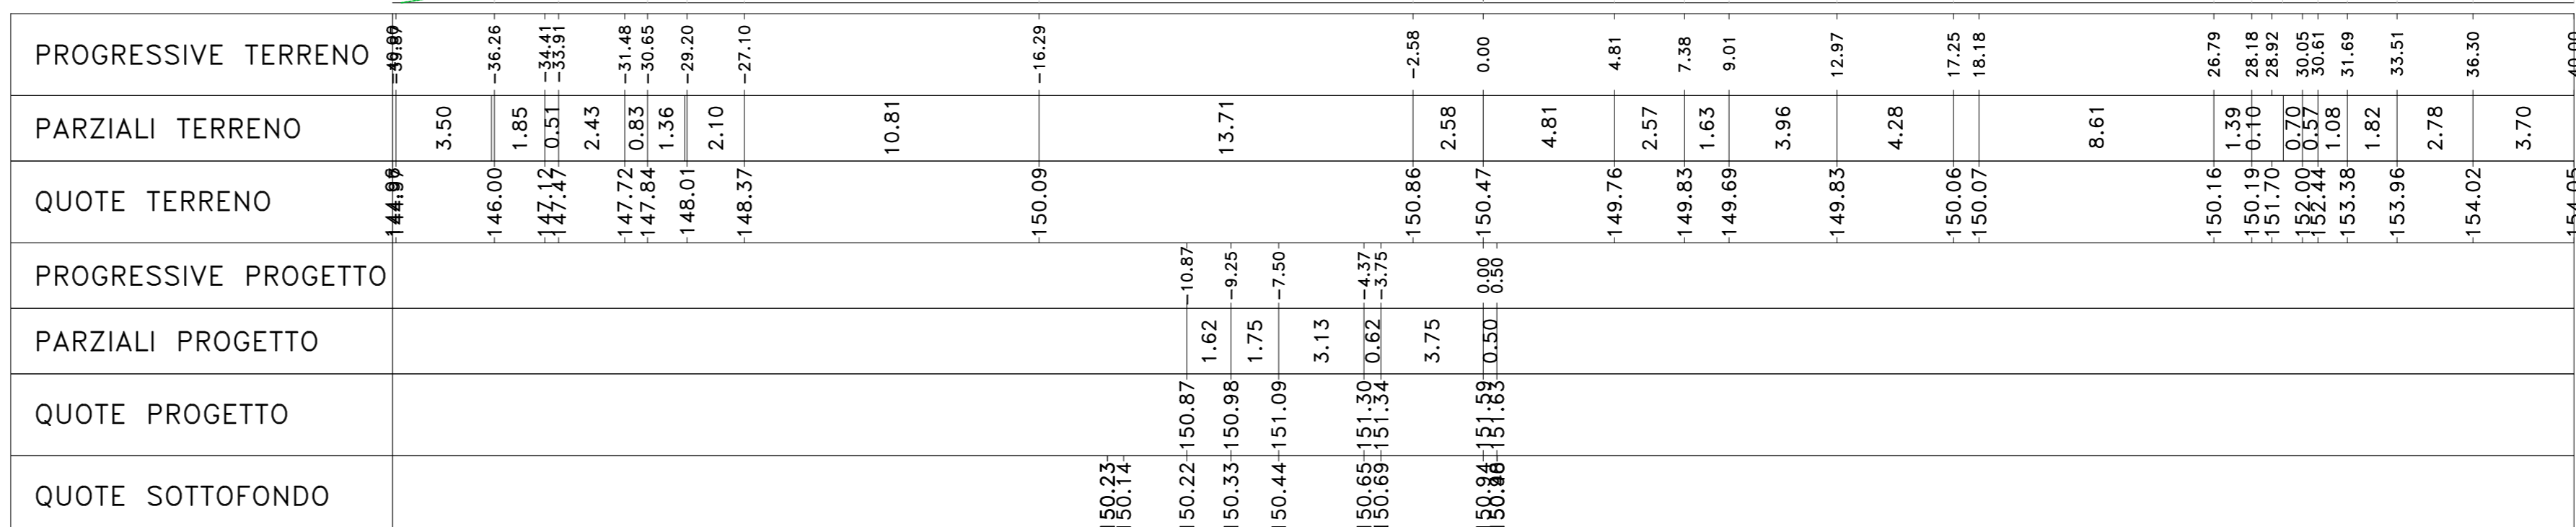 PROGRESSIVE TERRENO -39.87 -36.26 -34.41 -33.91 -31.48 -30.65 -29.20 -27.10 -16.29 -2.58 0.00 4.81 7.38 9.01 12.97 17.25 18.18 26.79 28.18 28.92 30.05 30.61 31.69 33.51 36.30 40.00
PARZIALI TERRENO 3.50 1.85 0.51 2.43 0.83 1.36 2.10 10.81 13.71 2.58 4.81 2.57 1.63 3.96 4.28 8.61 1.39 0.10 0.70 0.57 1.08 1.82 2.78 3.70
QUOTE TERRENO 146.00 147.12 147.47 147.72 147.84 148.01 148.37 150.09 150.86 150.47 149.76 149.83 149.69 149.83 150.06 150.07 150.16 150.19 151.70 152.00 152.44 153.38 153.96 154.02 154.05
PROGRESSIVE PROGETTO -10.87 -9.25 -7.50 -4.37 -3.75 0.00 0.50
PARZIALI PROGETTO 1.62 1.75 3.13 0.62 3.75 0.50
QUOTE PROGETTO 150.87 150.98 151.09 151.30 151.34 151.59 151.63
QUOTE SOTTOFONDO 150.23 150.14 150.22 150.33 150.44 150.65 150.69 150.94